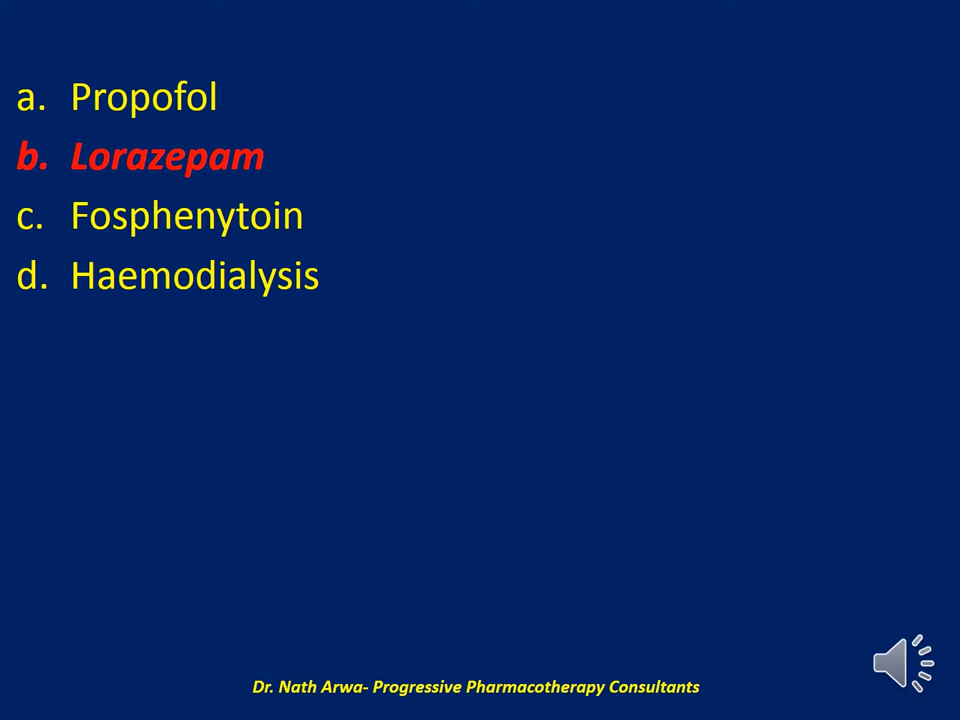 a. Propofol
b. Lorazepam
c. Fosphenytoin
d. Haemodialysis
Dr. Nath Arwa- Progressive Pharmacotherapy Consultants